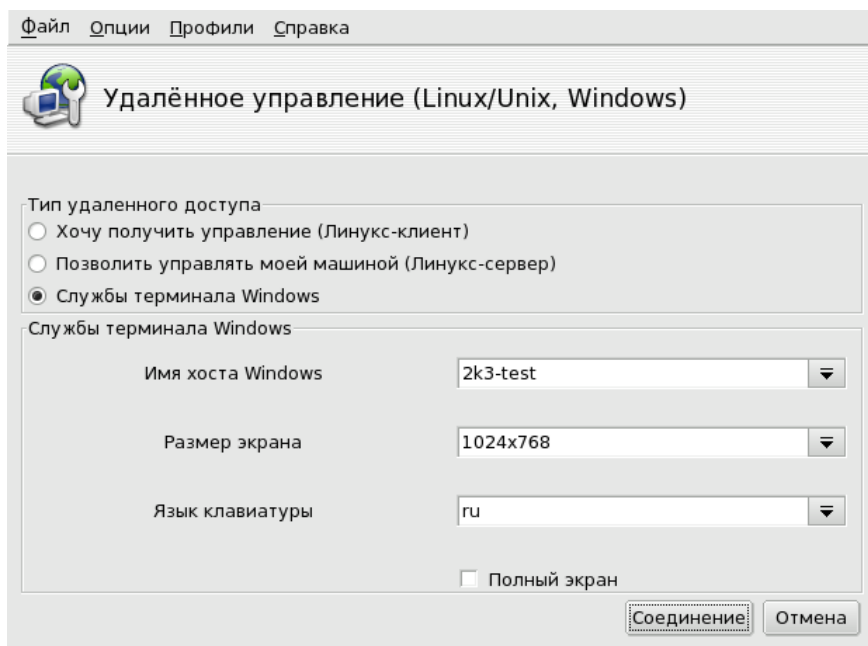 Файл Опции Профили Справка
Удалённое управление (Linux/Unix, Windows)
Тип удаленного доступа
Хочу получить управление (Линукс-клиент)
Позволить управлять моей машиной (Линукс-сервер)
Службы терминала Windows
Службы терминала Windows
Имя хоста Windows 2k3-test
Размер экрана 1024x768
Язык клавиатуры ru
Полный экран
Соединение Отмена